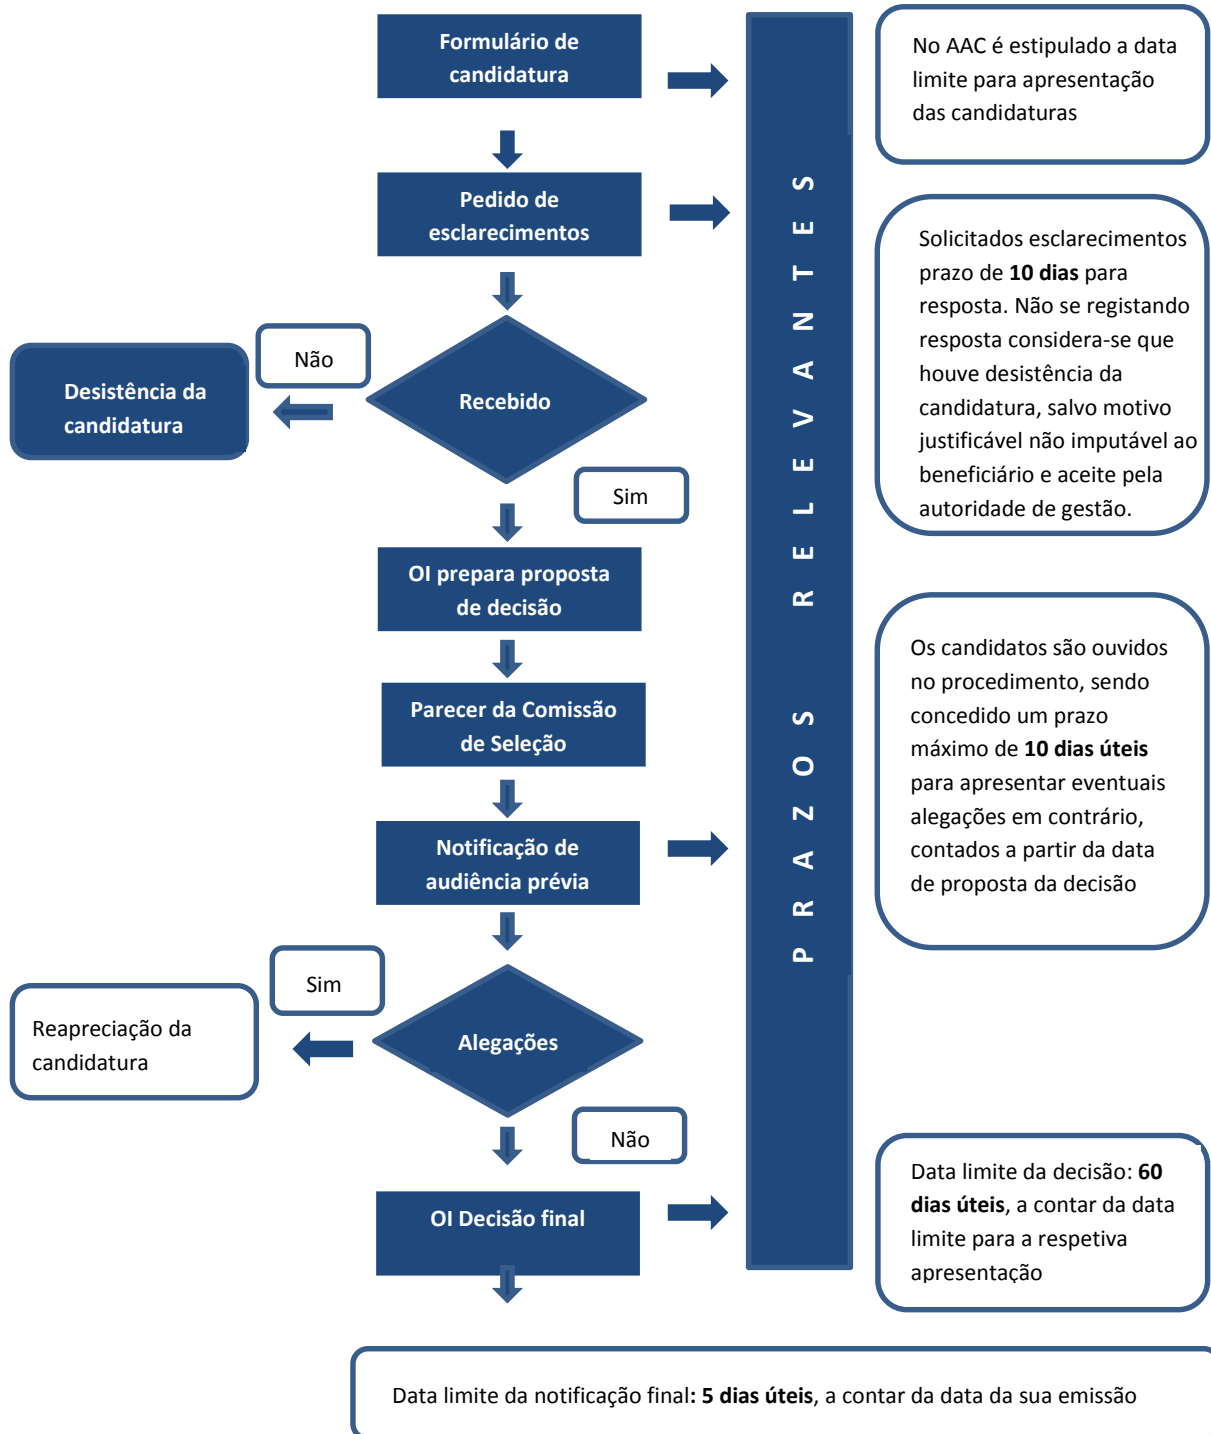 Formulário de
candidatura
No AAC é estipulado a data
limite para apresentação
das candidaturas
Pedido de
esclarecimentos
Solicitados esclarecimentos
prazo de 10 dias para
resposta. Não se registando
resposta considera-se que
houve desistência da
candidatura, salvo motivo
justificável não imputável ao
beneficiário e aceite pela
autoridade de gestão.
Não
Desistência da
candidatura
Recebido
Sim
OI prepara proposta
de decisão
Parecer da Comissão
de Seleção
Notificação de
audiência prévia
Os candidatos são ouvidos
no procedimento, sendo
concedido um prazo
máximo de 10 dias úteis
para apresentar eventuais
alegações em contrário,
contados a partir da data
de proposta da decisão
PRAZOS RELEVANTES
Sim
Reapreciação da
candidatura
Alegações
Não
OI Decisão final
Data limite da decisão: 60
dias úteis, a contar da data
limite para a respetiva
apresentação
Data limite da notificação final: 5 dias úteis, a contar da data da sua emissão